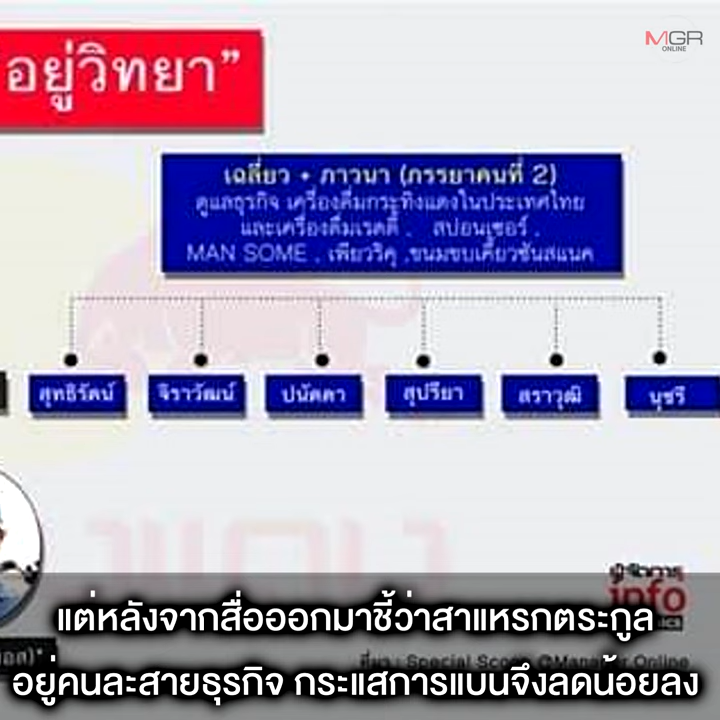 MGR
ONLINE
อยู่วิทยา”
เฉลียว + ภาวนา (ภรรยาคนที่ 2)
ดูแลธุรกิจ เครื่องดื่มกระทิงแดงในประเทศไทย
และเครื่องดื่มเรดดี้ , สปอนเซอร์ ,
MAN SOME , เพียวริคุ ,ขนมขบเคี้ยวซันสแนค
สุทธิรัตน์ จิราวัฒน์ ปนัดดา สุปรียา สราวุฒิ นุชรี
แดง
ผู้จัดการ
info
แต่หลังจากสื่อออกมาชี้ว่าสาแหรกตระกูล
ที่มา : Special Scoop @Manager Online
อยู่คนละสายธุรกิจ กระแสการแบนจึงลดน้อยลง